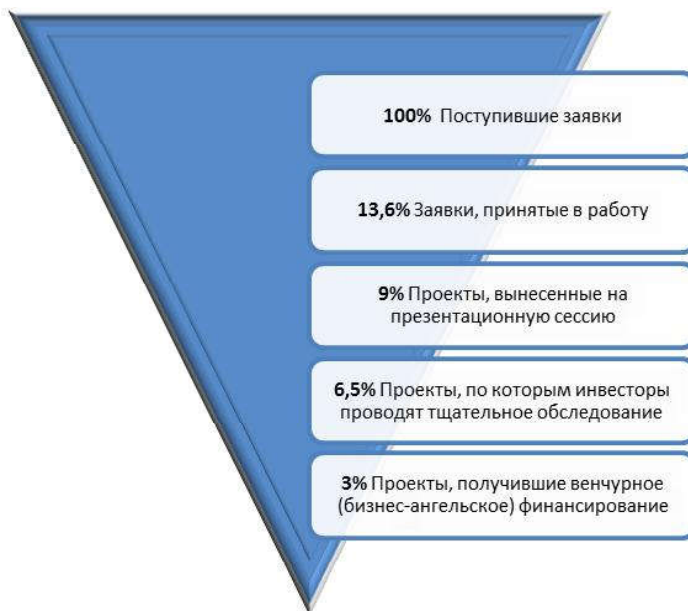 100% Поступившие заявки
13,6% Заявки, принятые в работу
9% Проекты, вынесенные на
презентационную сессию
6,5% Проекты, по которым инвесторы
проводят тщательное обследование
3% Проекты, получившие венчурное
(бизнес-ангельское) финансирование